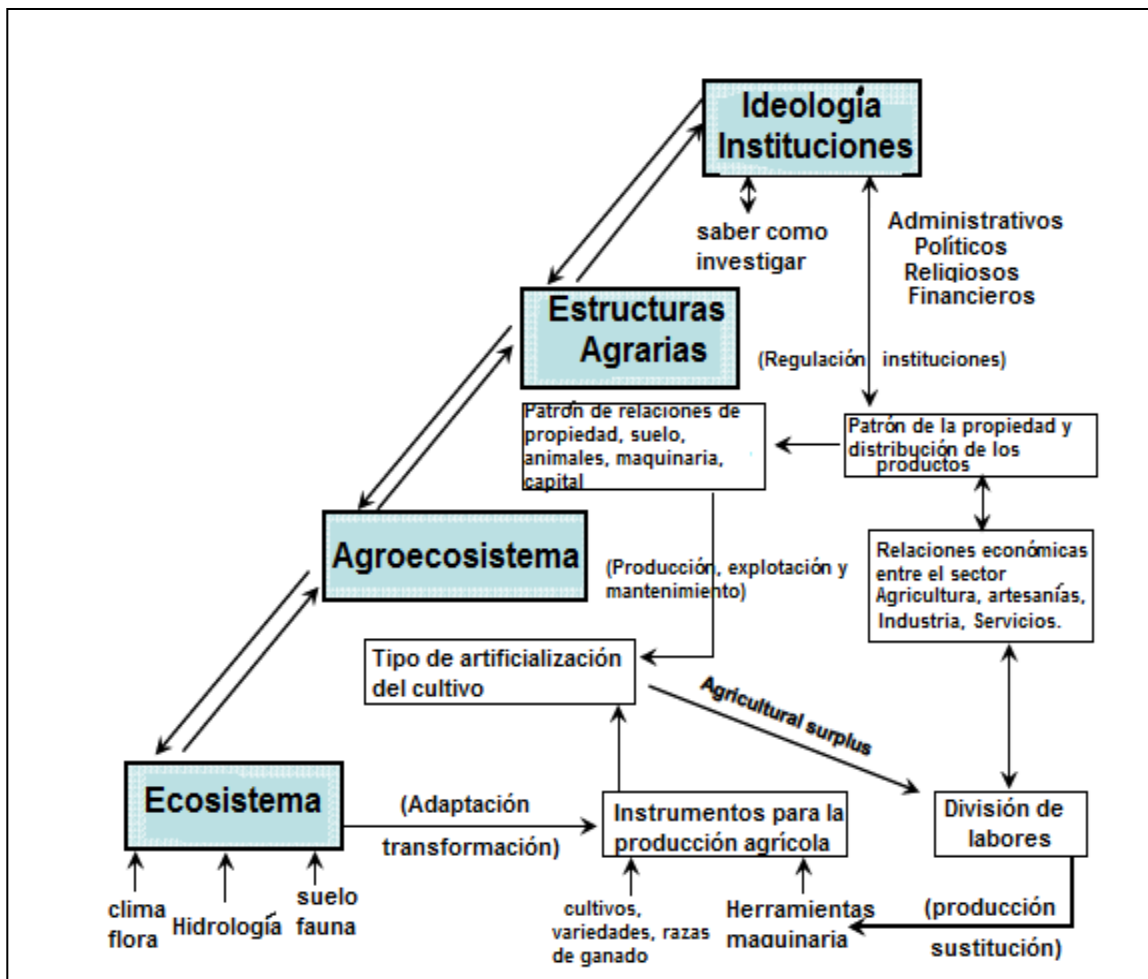 Ideología
Instituciones
saber como
investigar
Administrativos
Políticos
Religiosos
Financieros
Estructuras
Agrarias
(Regulación instituciones)
Patrón de relaciones de
propiedad, suelo,
animales, maquinaria,
capital
Patrón de la propiedad y
distribución de los
productos
Agroecosistema
(Producción, explotación y
mantenimiento)
Relaciones económicas
entre el sector
Agricultura, artesanías,
Industria, Servicios.
Tipo de artificialización
del cultivo
Agricultural surplus
Ecosistema
(Adaptación
transformación)
Instrumentos para la
producción agrícola
División de
labores
clima
flora
Hidrología
suelo
fauna
cultivos,
variedades, razas
de ganado
Herramientas
maquinaria
(producción
sustitución)